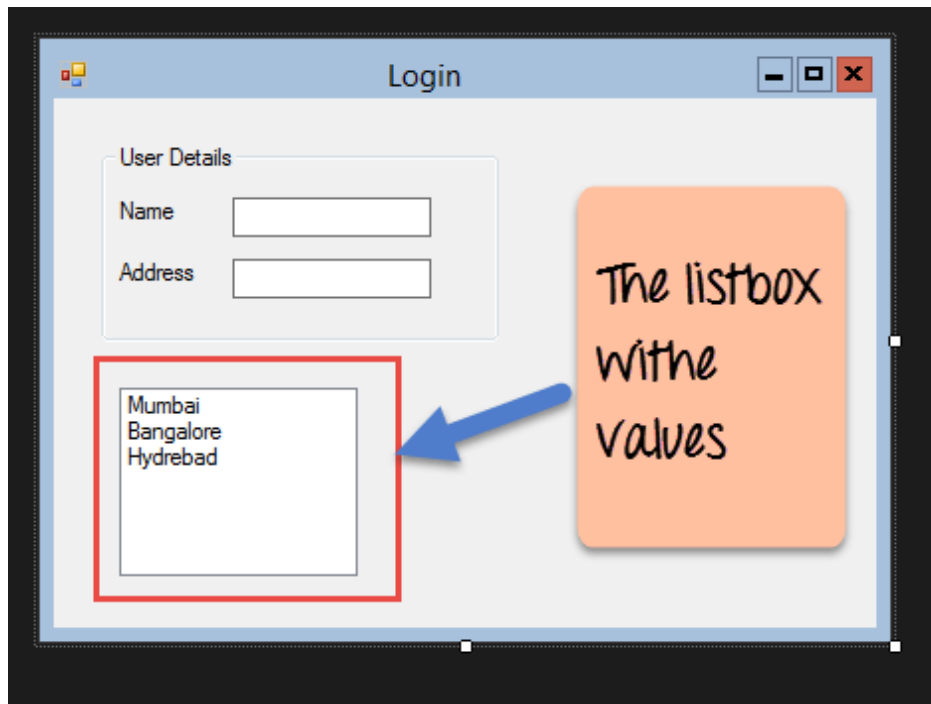 Login
User Details
Name
Address
Mumbai
Bangalore
Hydrebad
The listbox
withe
values